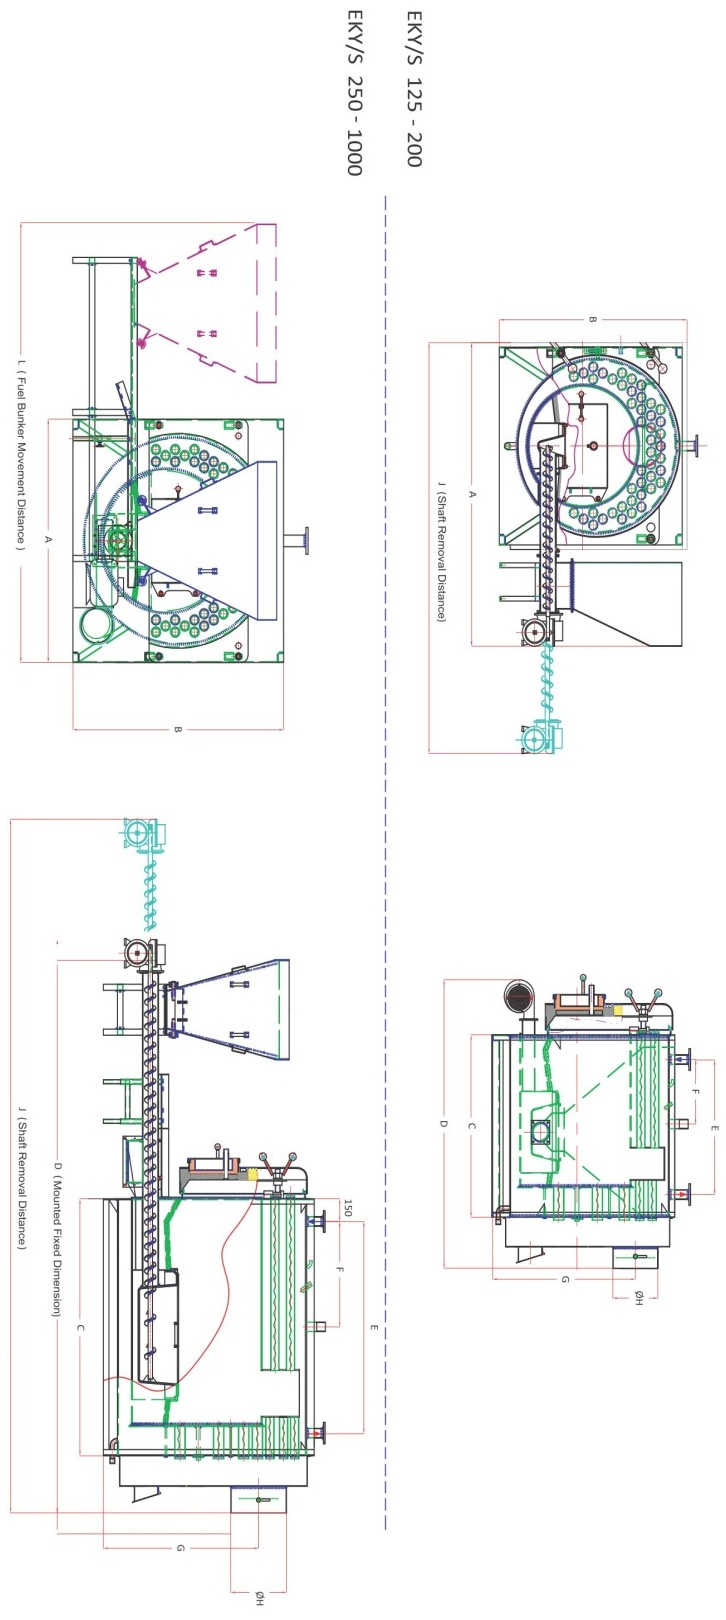 EKY/S 125 - 200
B
A
J (Shaft Removal Distance)
F
E
C
D
G
ØH
EKY/S 250 - 1000
L ( Fuel Bunker Movement Distance )
A
B
150
F
E
C
D ( Mounted Fixed Dimension)
J ( Shaft Removal Distance)
G
ØH